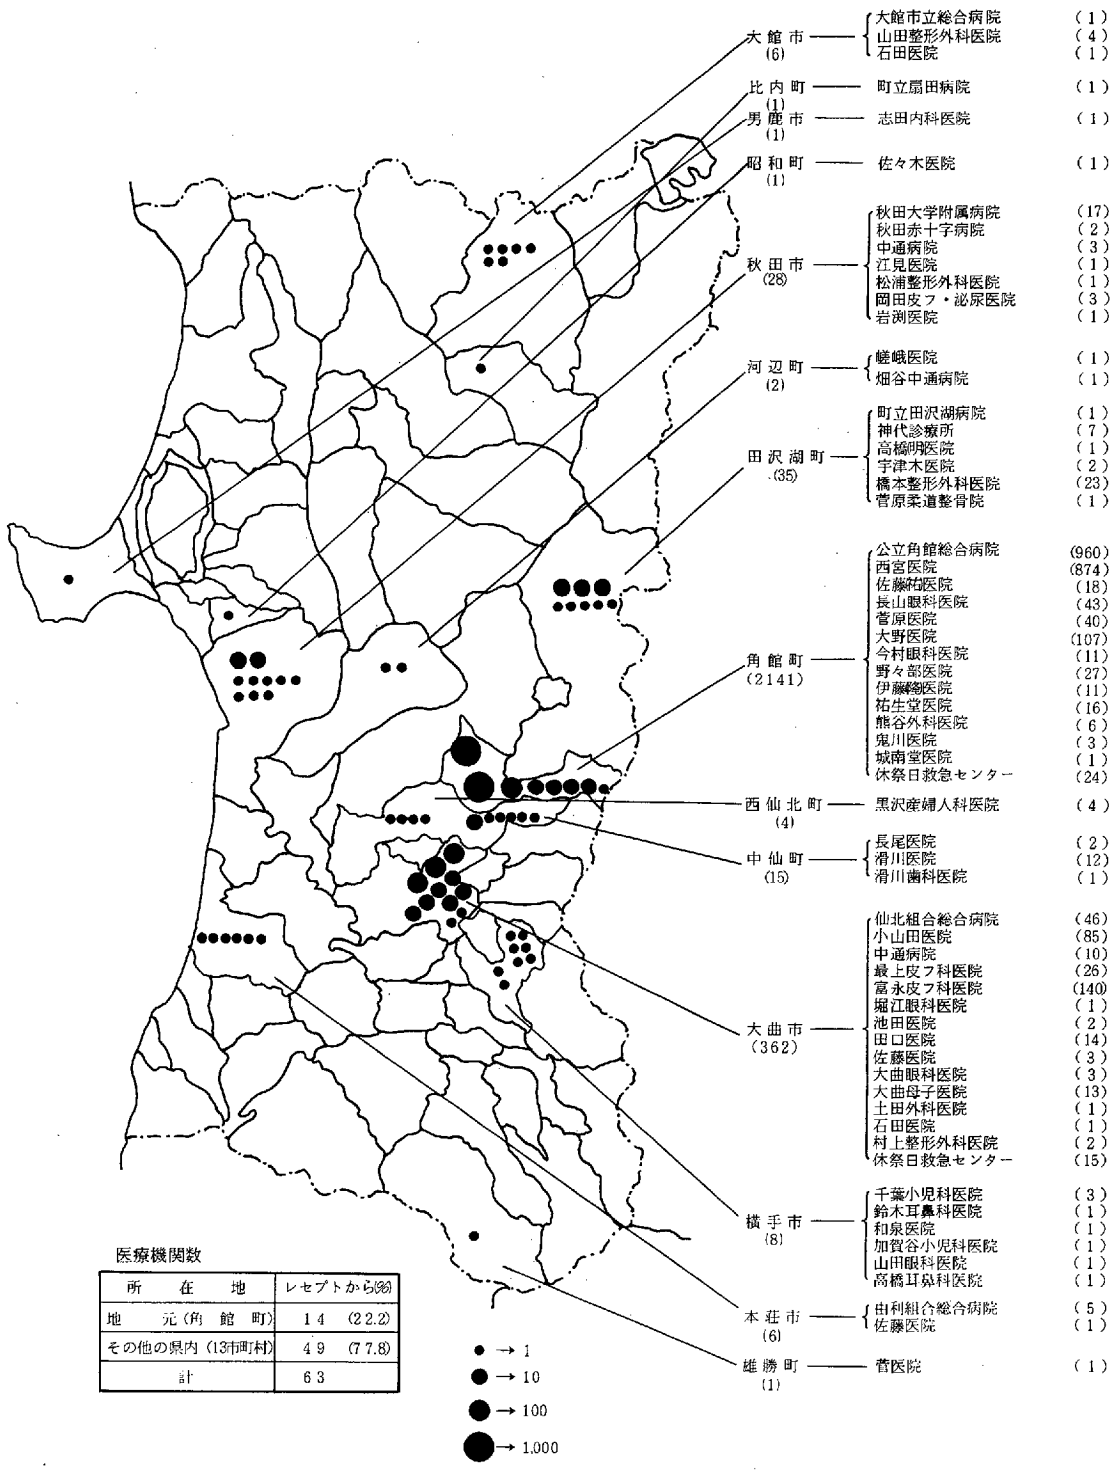 大館市 (6)
大館市立総合病院 (1)
山田整形外科医院 (4)
石田医院 (1)
比内町 (1)
町立扇田病院 (1)
男鹿市 (1)
志田内科医院 (1)
昭和町 (1)
佐々木医院 (1)
秋田市 (28)
秋田大学附属病院 (17)
秋田赤十字病院 (2)
中通病院 (3)
江見医院 (1)
松浦整形外科医院 (1)
岡田皮フ・泌尿医院 (3)
岩渕医院 (1)
河辺町 (2)
嵯峨医院 (1)
畑谷中通病院 (1)
田沢湖町 (35)
町立田沢湖病院 (1)
神代診療所 (7)
高橋明医院 (1)
宇津木医院 (2)
橋本整形外科医院 (23)
菅原柔道整骨院 (1)
角館町 (2141)
公立角館総合病院 (960)
西宮医院 (874)
佐藤祐医院 (18)
長山眼科医院 (43)
菅原医院 (40)
大野医院 (107)
今村眼科医院 (11)
野々部医院 (27)
伊藤隆医院 (11)
祐生堂医院 (16)
熊谷外科医院 (6)
鬼川医院 (3)
城南堂医院 (1)
休祭日救急センター (24)
西仙北町 (4)
黒沢産婦人科医院 (4)
中仙町 (15)
長尾医院 (2)
滑川医院 (12)
滑川歯科医院 (1)
大曲市 (362)
仙北組合総合病院 (46)
小山田医院 (85)
中通病院 (10)
最上皮フ科医院 (26)
富永皮フ科医院 (140)
堀江眼科医院 (1)
池田医院 (2)
田口医院 (14)
佐藤医院 (3)
大曲眼科医院 (3)
大曲母子医院 (13)
土田外科医院 (1)
石田医院 (1)
村上整形外科医院 (2)
休祭日救急センター (15)
横手市 (8)
千葉小児科医院 (3)
鈴木耳鼻科医院 (1)
和泉医院 (1)
加賀谷小児科医院 (1)
山田眼科医院 (1)
高橋耳鼻科医院 (1)
本荘市 (6)
由利組合総合病院 (5)
佐藤医院 (1)
雄勝町 (1)
菅医院 (1)
医療機関数
所在地 レセプトから(%)
地元(角館町) 14 (22.2)
その他の県内(13市町村) 49 (77.8)
計 63
→ 1
→ 10
→ 100
→ 1,000